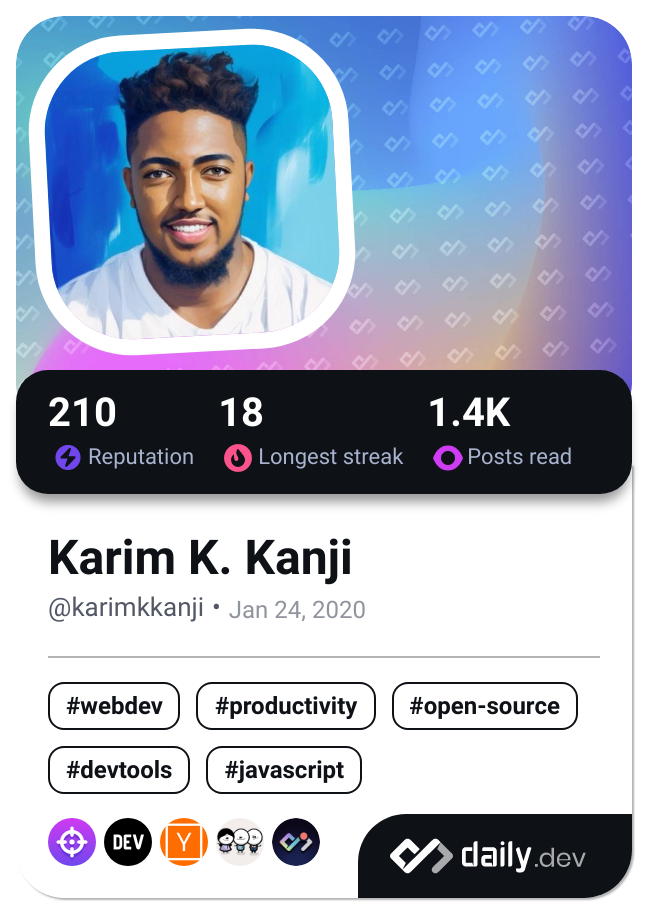 210 18 1.4K
Reputation Longest streak Posts read
Karim K. Kanji
@karimkkanji • Jan 24, 2020
#webdev #productivity #open-source
#devtools #javascript
DEV Y
daily.dev